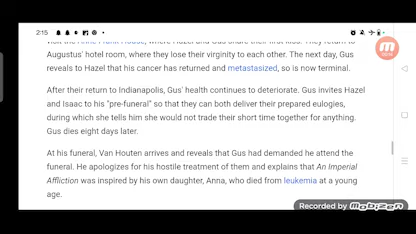 2:15
visit the Anne Frank House, where Hazel and Gus share their first kiss. They return to
Augustus' hotel room, where they lose their virginity to each other. The next day, Gus
reveals to Hazel that his cancer has returned and metastasized, so is now terminal.
After their return to Indianapolis, Gus' health continues to deteriorate. Gus invites Hazel
and Isaac to his "pre-funeral" so that they can both deliver their prepared eulogies,
during which she tells him she would not trade their short time together for anything.
Gus dies eight days later.
At his funeral, Van Houten arrives and reveals that Gus had demanded he attend the
funeral. He apologizes for his hostile treatment of them and explains that An Imperial
Affliction was inspired by his own daughter, Anna, who died from leukemia at a young
age.
Recorded by Mobizen